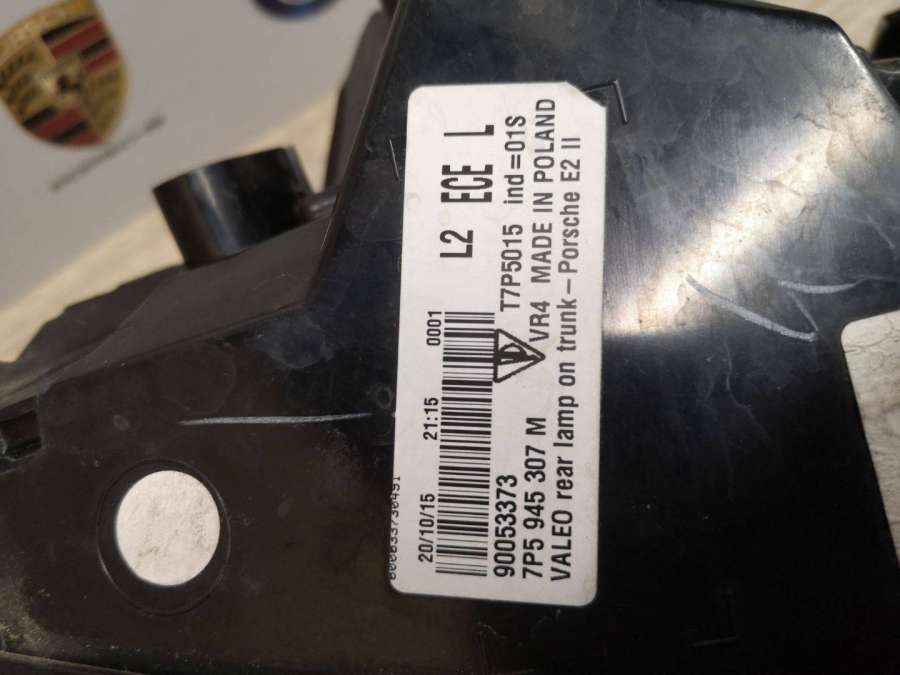 L2 ECE L
20/10/15 21:15 0001
90053373 T7P5015 ind=01S
7P5 945 307 M VR4 MADE IN POLAND
VALEO rear lamp on trunk-Porsche E2 II